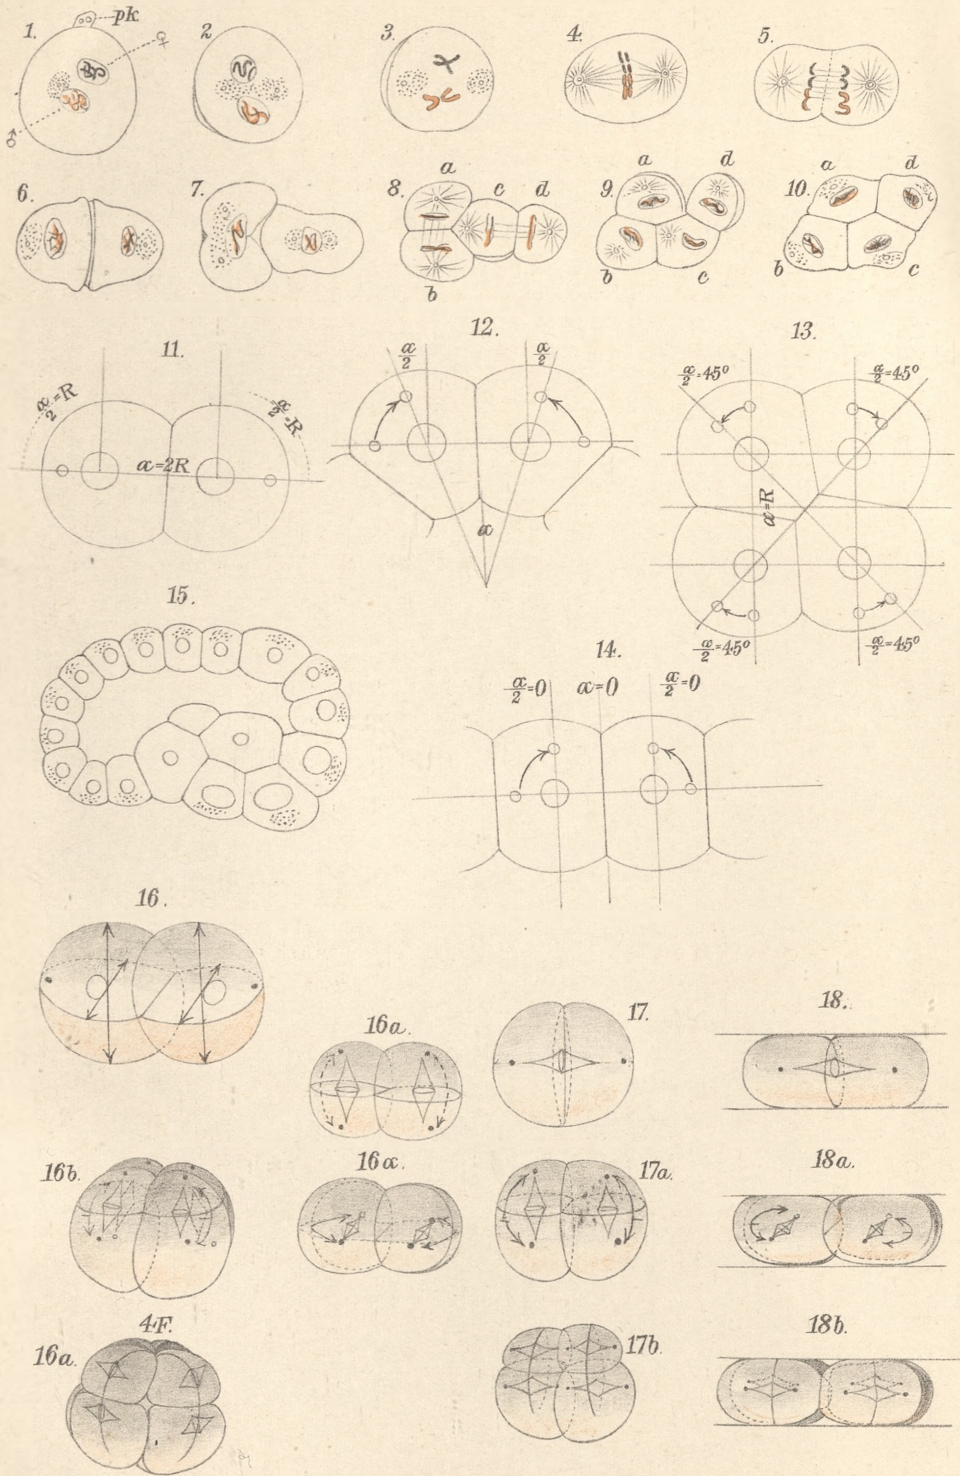 1. pk. ♀ ♂
2
3.
4.
5.
6.
7.
8. a c d b
9. a d b c
10. a d b c
11.
α/2=R α=2R α/2=R
12.
α/2 α/2
α
13.
α/2=45° α/2=45°
α=R
α/2=45° α/2=45°
15.
14.
α/2=0 α=0 α/2=0
16.
16a.
17.
18.
16b.
16α.
17a.
18a.
4F.
16a.
17b.
18b.